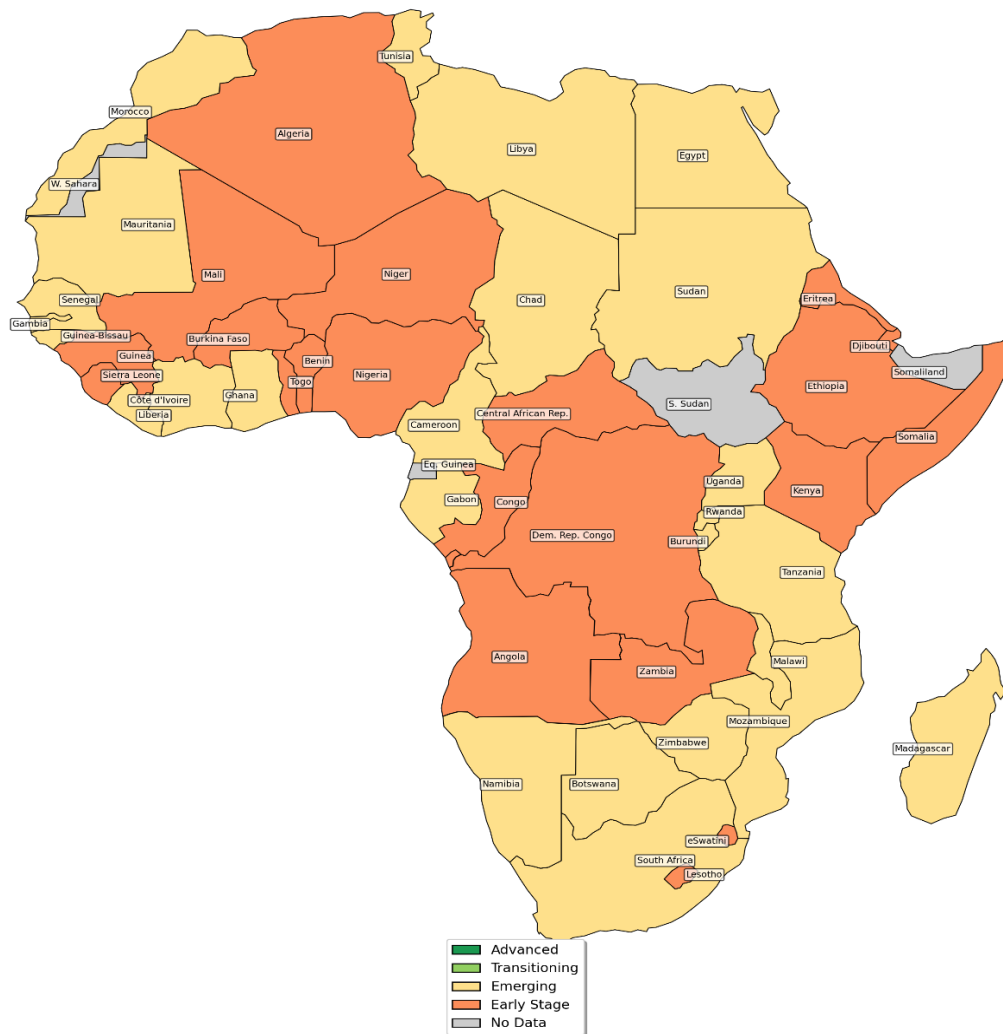 Tunisia
Morocco
Algeria
Libya
Egypt
W. Sahara
Mauritania
Mali
Niger
Senegal
Chad
Sudan
Eritrea
Gambia
Guinea-Bissau
Burkina Faso
Djibouti
Guinea
Benin
Sierra Leone
Nigeria
Somaliland
Togo
Ethiopia
Ghana
Côte d'Ivoire
S. Sudan
Liberia
Central African Rep.
Cameroon
Somalia
Eq. Guinea
Uganda
Kenya
Gabon
Congo
Rwanda
Dem. Rep. Congo
Burundi
Tanzania
Angola
Malawi
Zambia
Mozambique
Zimbabwe
Madagascar
Namibia
Botswana
eSwatini
South Africa
Lesotho
Advanced
Transitioning
Emerging
Early Stage
No Data